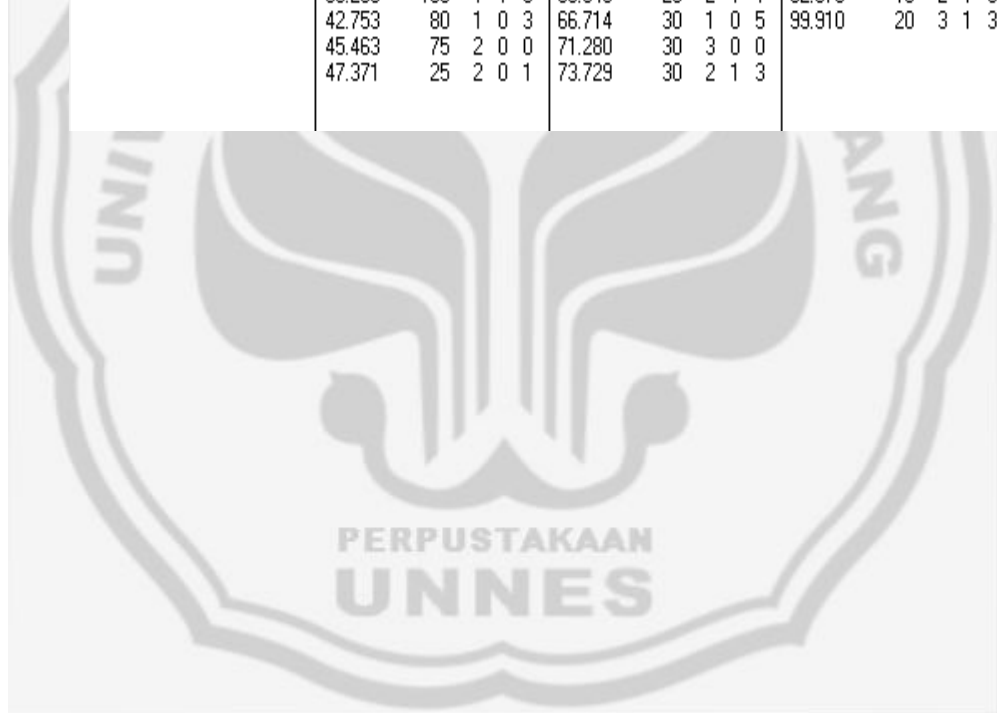 42.753 80 1 0 3 66.714 30 1 0 5 99.910 20 3 1 3
45.463 75 2 0 0 71.280 30 3 0 0
47.371 25 2 0 1 73.729 30 2 1 3
UNI ANG
PERPUSTAKAAN
UNNES